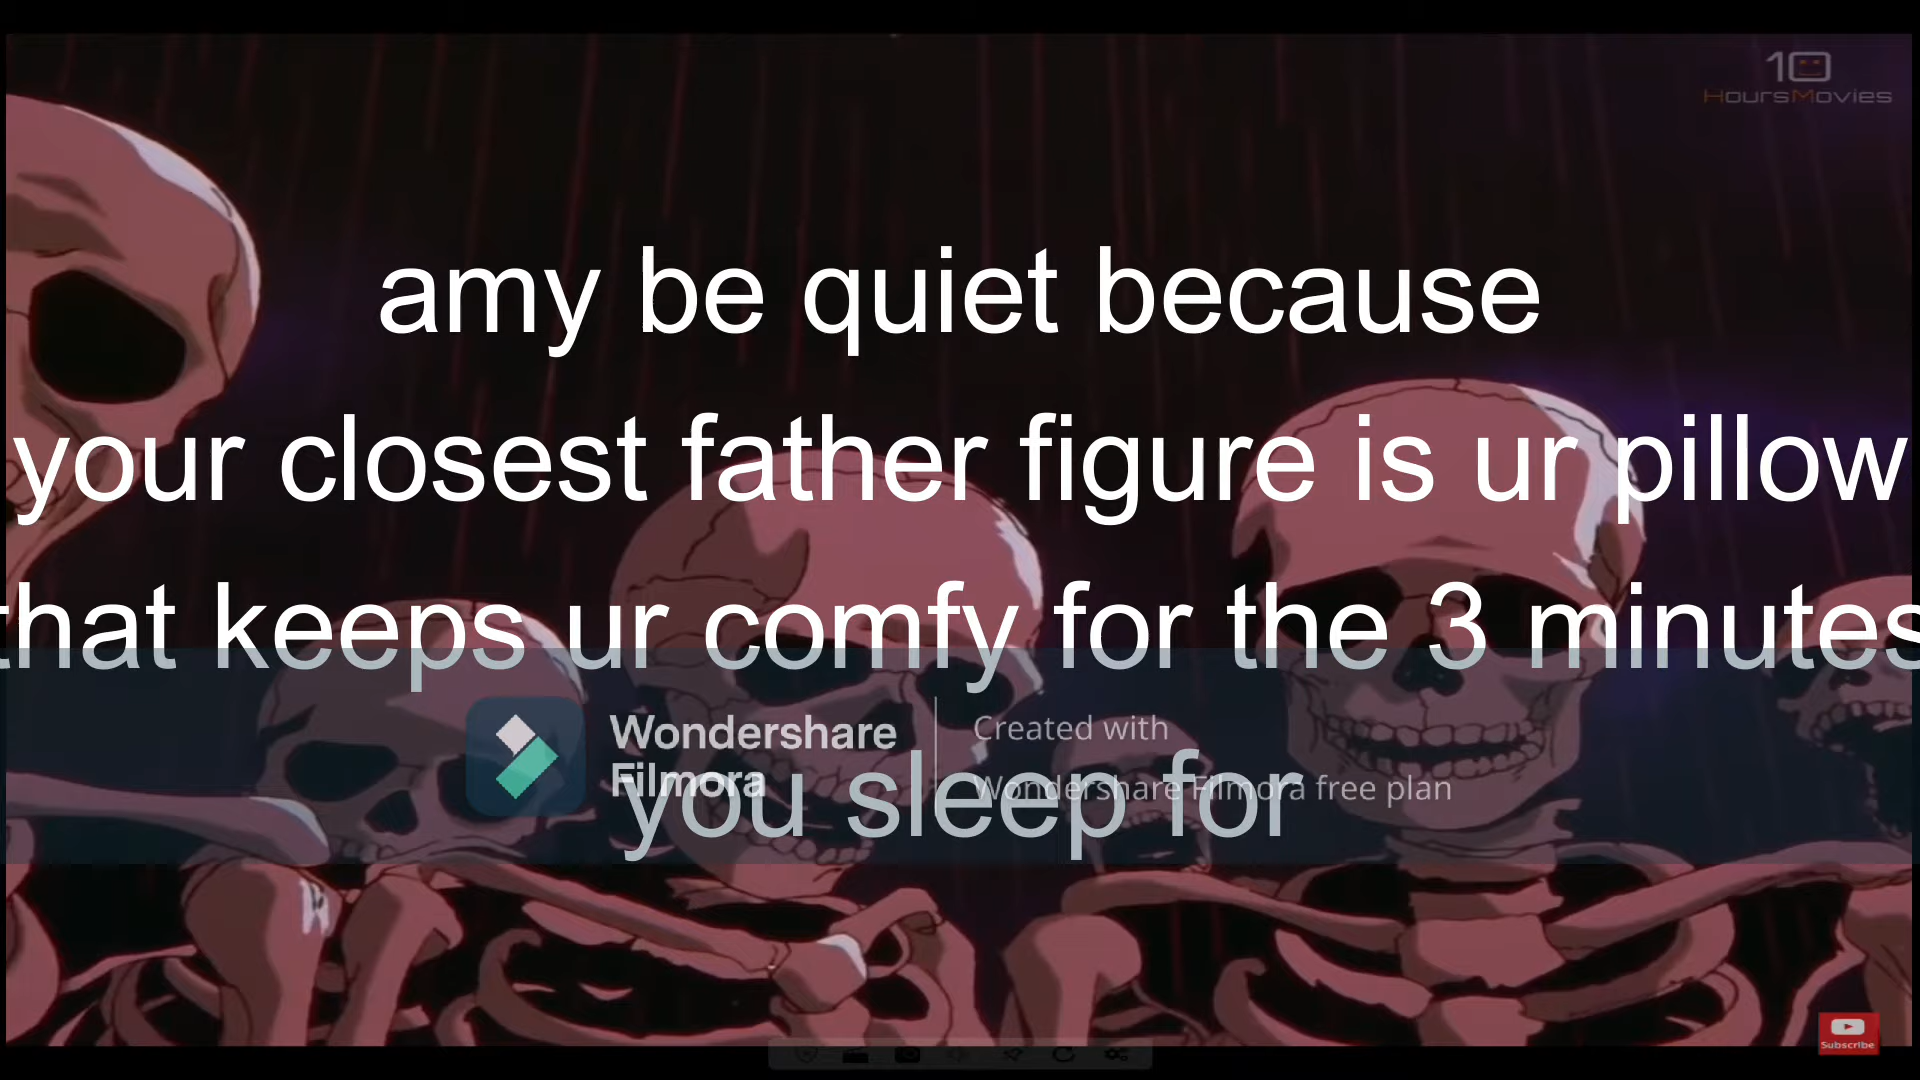 10
HoursMovies
amy be quiet because
your closest father figure is ur pillow
that keeps ur comfy for the 3 minutes
you sleep for
Wondershare
Filmora
Created with
Wondershare Filmora free plan
Subscribe